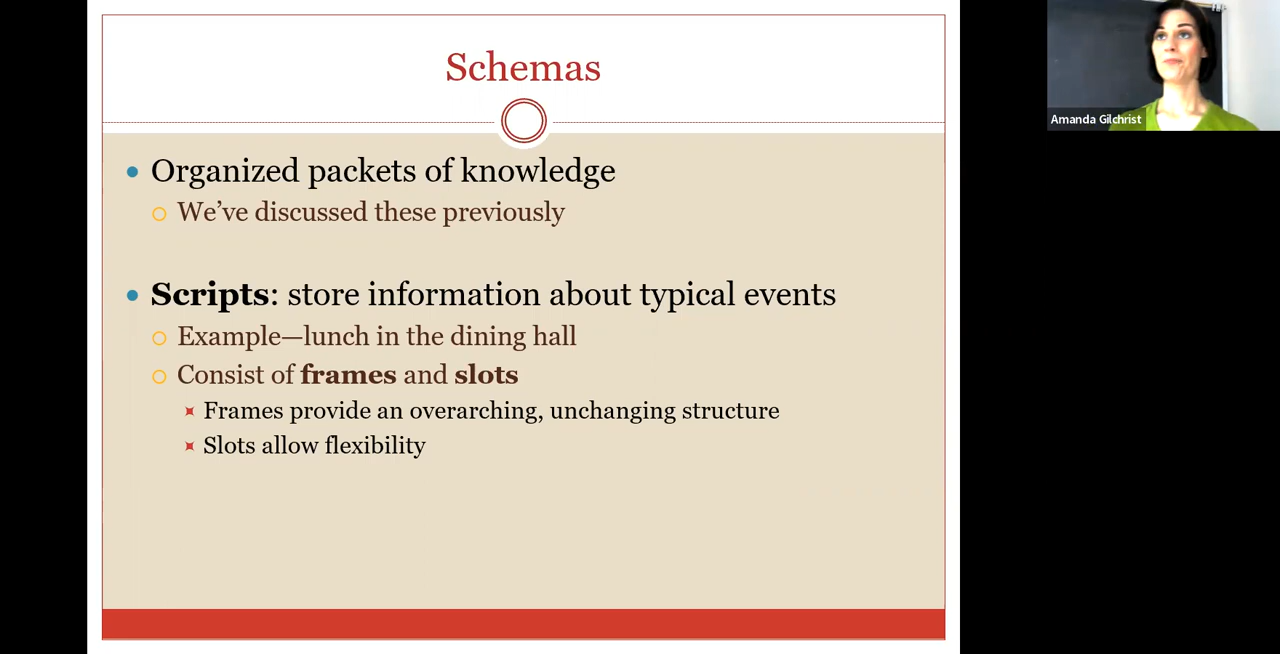 Schemas
Organized packets of knowledge
We’ve discussed these previously
Scripts: store information about typical events
Example—lunch in the dining hall
Consist of frames and slots
Frames provide an overarching, unchanging structure
Slots allow flexibility
Amanda Gilchrist